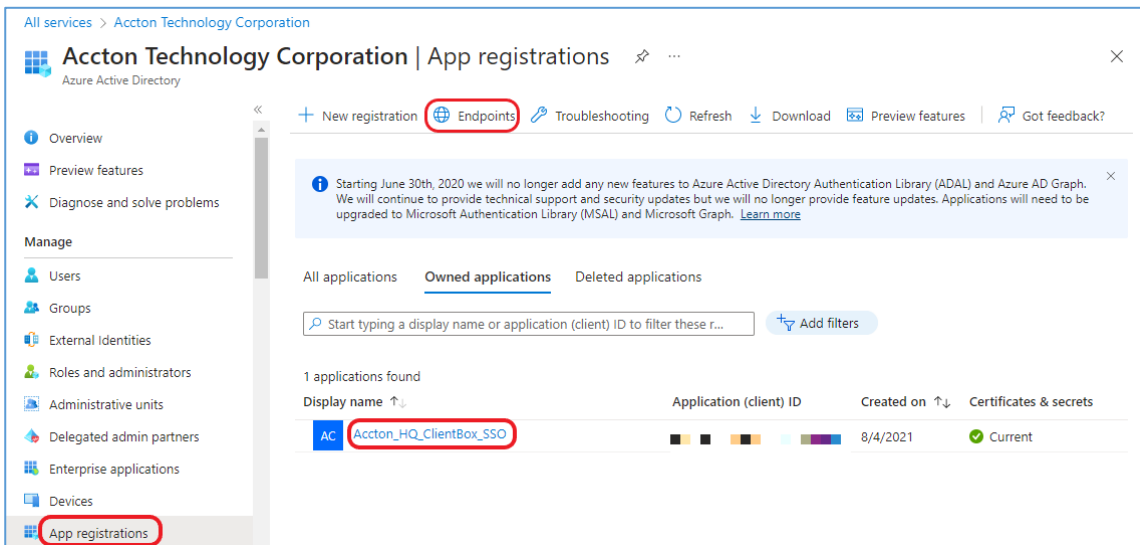 All services > Accton Technology Corporation
Accton Technology Corporation | App registrations
Azure Active Directory
New registration Endpoints Troubleshooting Refresh Download Preview features Got feedback?
Overview
Preview features
Diagnose and solve problems
Manage
Users
Groups
External Identities
Roles and administrators
Administrative units
Delegated admin partners
Enterprise applications
Devices
App registrations
Starting June 30th, 2020 we will no longer add any new features to Azure Active Directory Authentication Library (ADAL) and Azure AD Graph.
We will continue to provide technical support and security updates but we will no longer provide feature updates. Applications will need to be
upgraded to Microsoft Authentication Library (MSAL) and Microsoft Graph. Learn more
All applications Owned applications Deleted applications
Start typing a display name or application (client) ID to filter these r...
Add filters
1 applications found
Display name Application (client) ID Created on Certificates & secrets
AC Accton_HQ_ClientBox_SSO 8/4/2021 Current